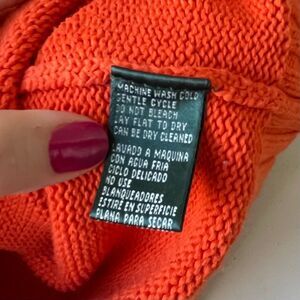 MACHINE WASH COLD
GENTLE CYCLE
DO NOT BLEACH
LAY FLAT TO DRY
CAN BE DRY CLEANED
LAVADO A MAQUINA
CON AGUA FRIA
CICLO DELICADO
NO USE
BLANQUEADORES
ESTIRE EN SUPERFICIE
PLANA PARA SECAR